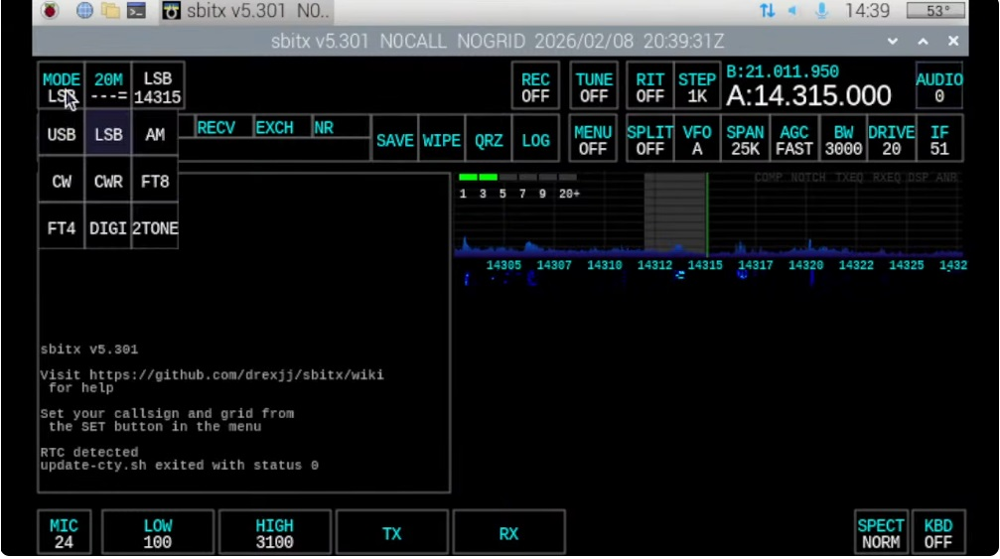 sbitx v5.301 N0..
14:39
53°
sbitx v5.301 N0CALL NOGRID 2026/02/08 20:39:31Z
MODE
20M
---=
LSB
14315
REC
OFF
TUNE
OFF
RIT
OFF
STEP
1K
B:21.011.950
A:14.315.000
AUDIO
0
USB
LSB
AM
RECV
EXCH
NR
SAVE
WIPE
QRZ
LOG
MENU
OFF
SPLIT
OFF
VFO
A
SPAN
25K
AGC
FAST
BW
3000
DRIVE
20
IF
51
CW
CWR
FT8
FT4
DIGI
2TONE
1 3 5 7 9 20+
COMP NOTCH TXEQ RXEQ DSP ANR
14305 14307 14310 14312 14315 14317 14320 14322 14325 1432
sbitx v5.301
Visit https://github.com/drexjj/sbitx/wiki
for help
Set your callsign and grid from
the SET button in the menu
RTC detected
update-cty.sh exited with status 0
MIC
24
LOW
100
HIGH
3100
TX
RX
SPECT
NORM
KBD
OFF